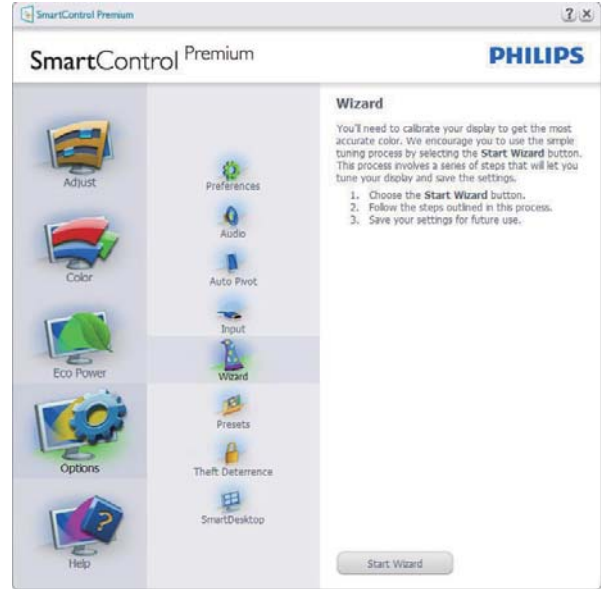 SmartControl Premium
SmartControl Premium
PHILIPS
Adjust
Color
Eco Power
Options
Help
Preferences
Audio
Auto Pivot
Input
Wizard
Presets
Theft Deterrence
SmartDesktop
Wizard
You'll need to calibrate your display to get the most
accurate color. We encourage you to use the simple
tuning process by selecting the Start Wizard button.
This process involves a series of steps that will let you
tune your display and save the settings.
1. Choose the Start Wizard button.
2. Follow the steps outlined in this process.
3. Save your settings for future use.
Start Wizard